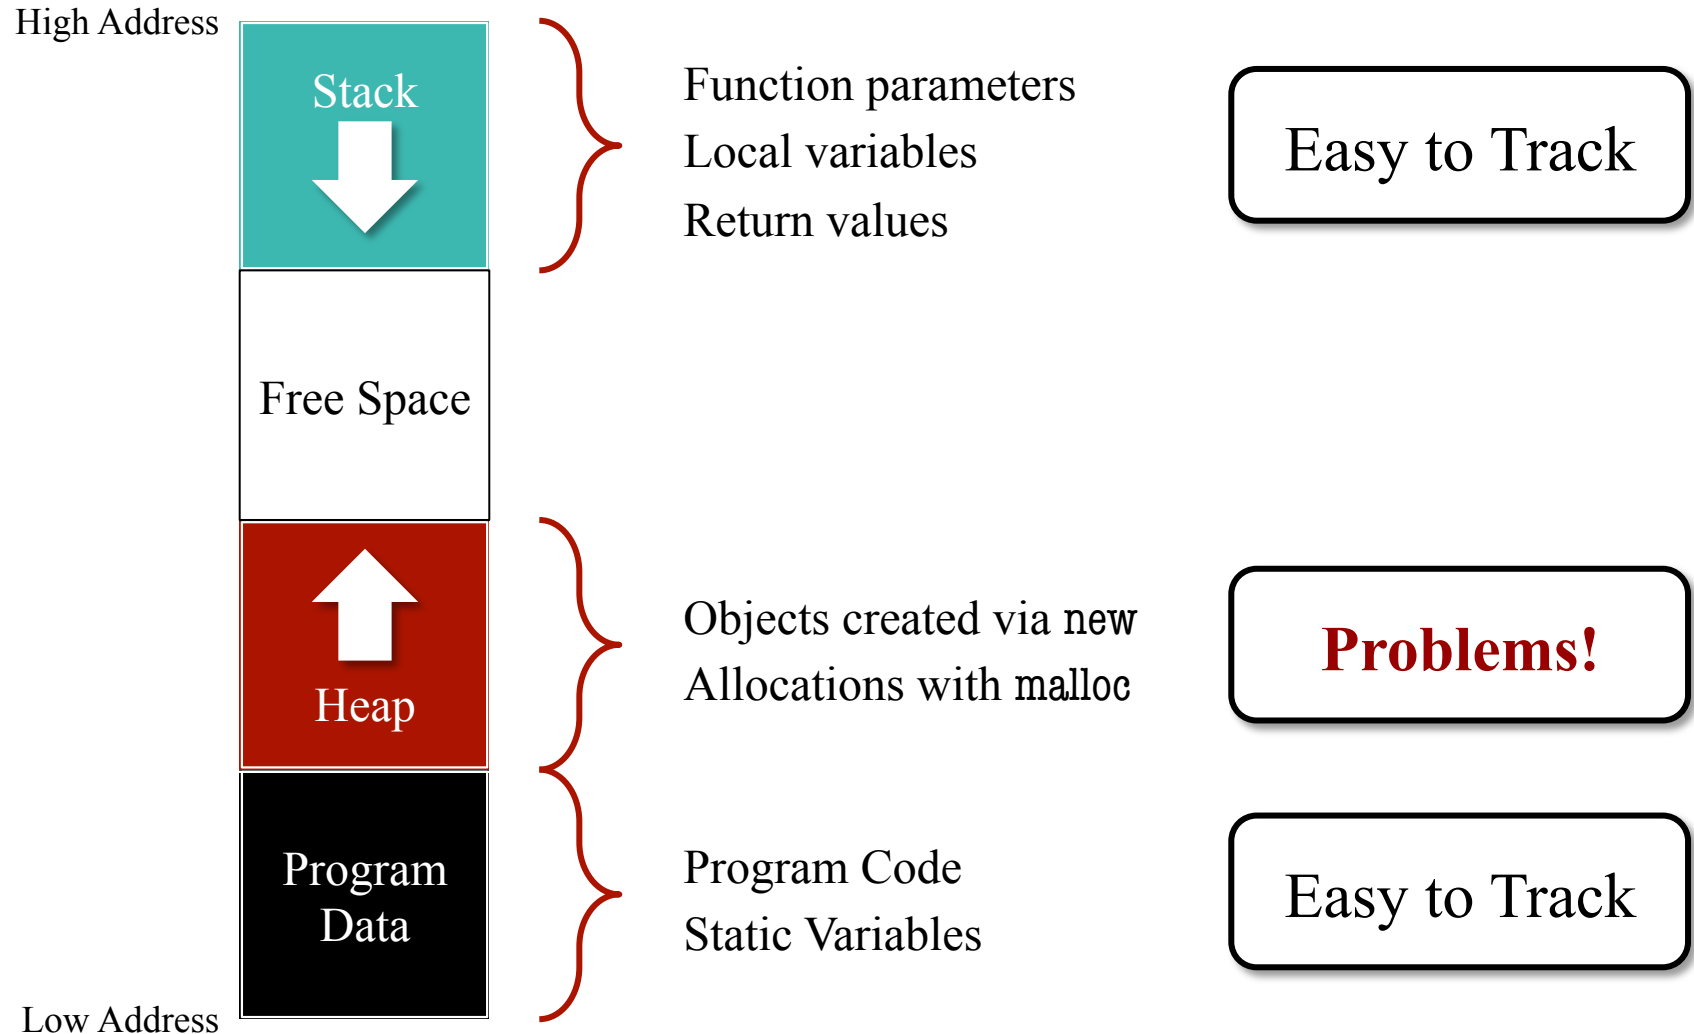 High Address
Stack
Function parameters
Local variables
Return values
Easy to Track
Free Space
Heap
Objects created via new
Allocations with malloc
Problems!
Program
Data
Program Code
Static Variables
Easy to Track
Low Address